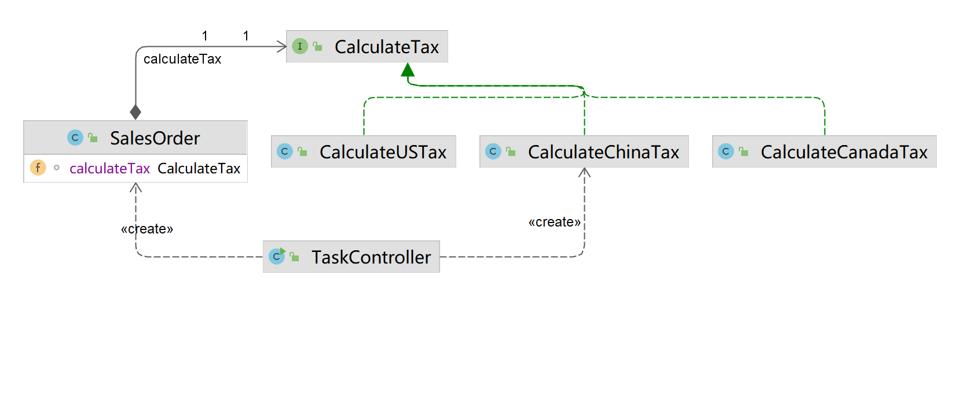 1 1
CalculateTax
calculateTax
SalesOrder
calculateTax CalculateTax
CalculateUSTax
CalculateChinaTax
CalculateCanadaTax
«create»
«create»
TaskController